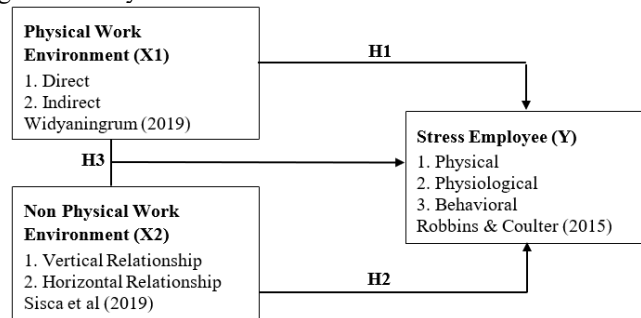 Physical Work
Environment (X1)
1. Direct
2. Indirect
Widyaningrum (2019)
H1
H3
Stress Employee (Y)
1. Physical
2. Physiological
3. Behavioral
Robbins & Coulter (2015)
Non Physical Work
Environment (X2)
1. Vertical Relationship
2. Horizontal Relationship
Sisca et al (2019)
H2